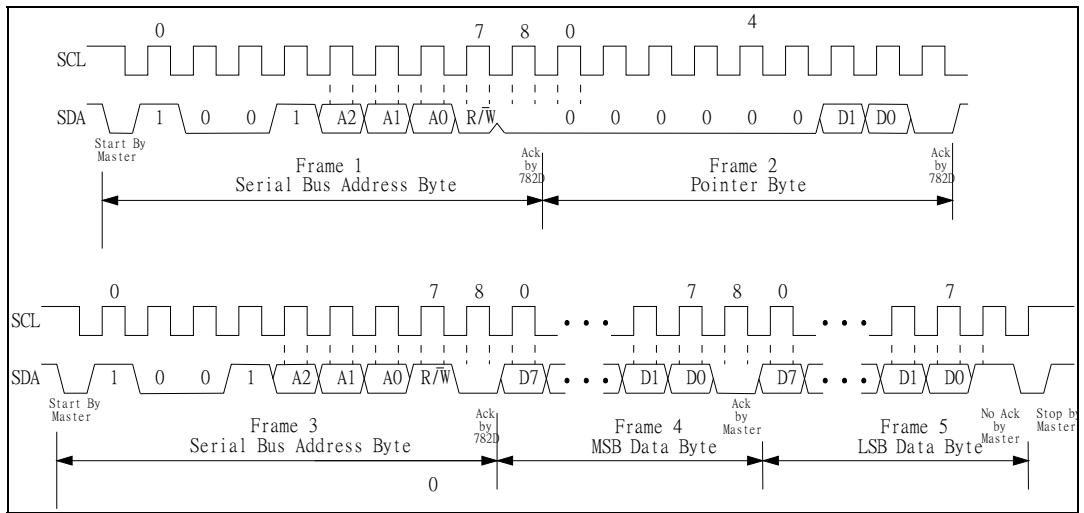 0 7 8 0 4
SCL
SDA 1 0 0 1 A2 A1 A0 R/W̅ 0 0 0 0 0 0 D1 D0
Start By
Master
Frame 1
Serial Bus Address Byte
Ack
by
782D
Frame 2
Pointer Byte
Ack
by
782D
0 7 8 0 7 8 0 7
SCL
SDA 1 0 0 1 A2 A1 A0 R/W̅ D7 D1 D0 D7 D1 D0
Start By
Master
Frame 3
Serial Bus Address Byte
Ack
by
782D
Frame 4
MSB Data Byte
Ack
by
Master
Frame 5
LSB Data Byte
No Ack
by
Master
Stop by
Master
0